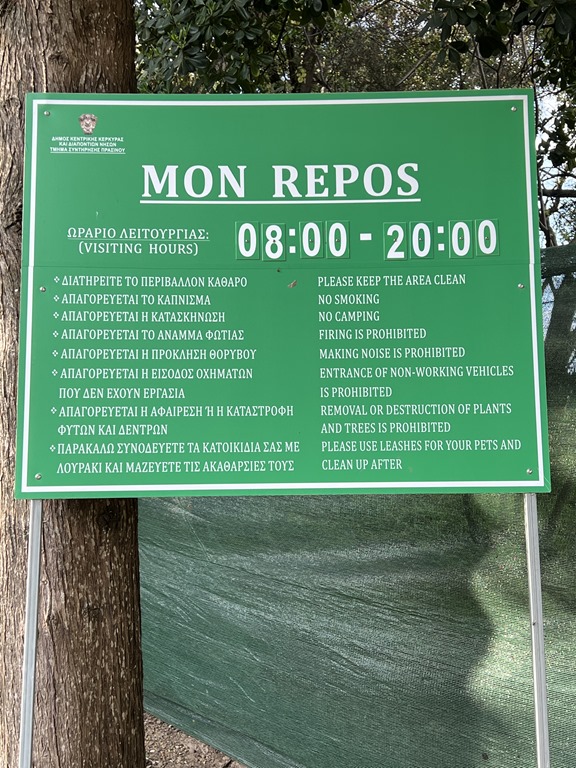 ΔΗΜΟΣ ΚΕΝΤΡΙΚΗΣ ΚΕΡΚΥΡΑΣ
ΚΑΙ ΔΙΑΠΟΝΤΙΩΝ ΝΗΣΩΝ
ΤΜΗΜΑ ΣΥΝΤΗΡΗΣΗΣ ΠΡΑΣΙΝΟΥ
MON REPOS
ΩΡΑΡΙΟ ΛΕΙΤΟΥΡΓΙΑΣ:
(VISITING HOURS)
08:00 - 20:00
❖ΔΙΑΤΗΡΕΙΤΕ ΤΟ ΠΕΡΙΒΑΛΛΟΝ ΚΑΘΑΡΟ
❖ΑΠΑΓΟΡΕΥΕΤΑΙ ΤΟ ΚΑΠΝΙΣΜΑ
❖ΑΠΑΓΟΡΕΥΕΤΑΙ Η ΚΑΤΑΣΚΗΝΩΣΗ
❖ΑΠΑΓΟΡΕΥΕΤΑΙ ΤΟ ΑΝΑΜΜΑ ΦΩΤΙΑΣ
❖ΑΠΑΓΟΡΕΥΕΤΑΙ Η ΠΡΟΚΛΗΣΗ ΘΟΡΥΒΟΥ
❖ΑΠΑΓΟΡΕΥΕΤΑΙ Η ΕΙΣΟΔΟΣ ΟΧΗΜΑΤΩΝ
ΠΟΥ ΔΕΝ ΕΧΟΥΝ ΕΡΓΑΣΙΑ
❖ΑΠΑΓΟΡΕΥΕΤΑΙ Η ΑΦΑΙΡΕΣΗ Ή Η ΚΑΤΑΣΤΡΟΦΗ
ΦΥΤΩΝ ΚΑΙ ΔΕΝΤΡΩΝ
❖ΠΑΡΑΚΑΛΩ ΣΥΝΟΔΕΥΕΤΕ ΤΑ ΚΑΤΟΙΚΙΔΙΑ ΣΑΣ ΜΕ
ΛΟΥΡΑΚΙ ΚΑΙ ΜΑΖΕΥΕΤΕ ΤΙΣ ΑΚΑΘΑΡΣΙΕΣ ΤΟΥΣ
PLEASE KEEP THE AREA CLEAN
NO SMOKING
NO CAMPING
FIRING IS PROHIBITED
MAKING NOISE IS PROHIBITED
ENTRANCE OF NON-WORKING VEHICLES
IS PROHIBITED
REMOVAL OR DESTRUCTION OF PLANTS
AND TREES IS PROHIBITED
PLEASE USE LEASHES FOR YOUR PETS AND
CLEAN UP AFTER